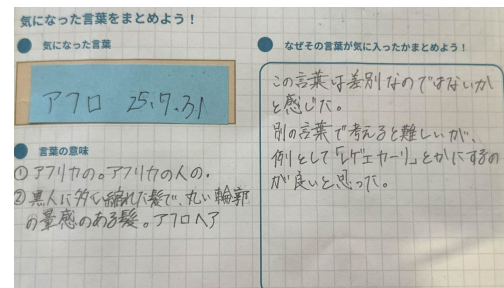 気になった言葉をまとめよう！
気になった言葉
アフロ 25.7.31
言葉の意味
①アフリカの。アフリカの人の.
②黒人に多い縮れた髪で、丸い輪郭
の量感のある髪。アフロヘア
なぜその言葉が気に入ったかまとめよう！
この言葉は差別なのではないか
と感じた。
別の言葉で考えると難しいが、
例として「レゲエカーリー」とかにするの
が良いと思った。